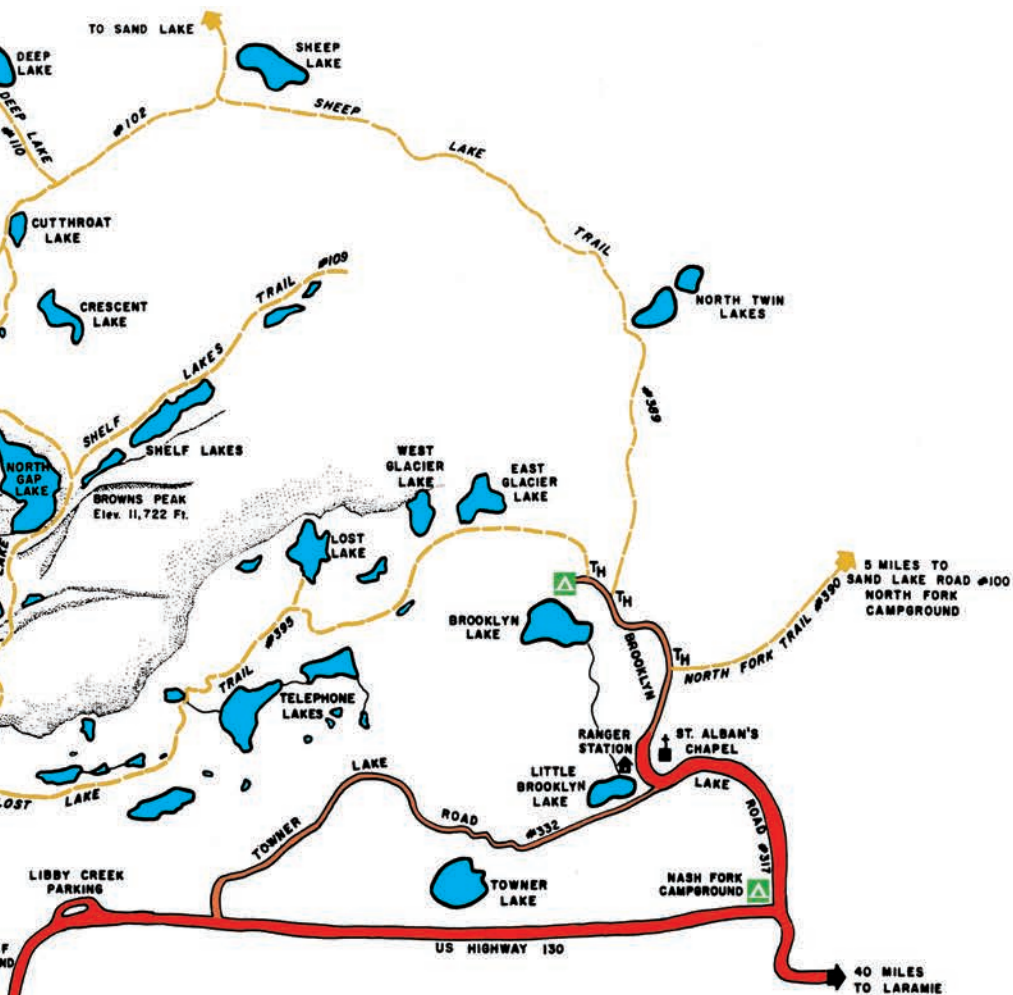 TO SAND LAKE
SHEEP
LAKE
DEEP
LAKE
DEEP LAKE
#110
#102
SHEEP LAKE TRAIL
#389
CUTTHROAT
LAKE
CRESCENT
LAKE
SHELF LAKES TRAIL #109
NORTH TWIN
LAKES
SHELF LAKES
NORTH
GAP
LAKE
BROWNS PEAK
Elev. 11,722 Ft.
WEST
GLACIER
LAKE
EAST
GLACIER
LAKE
LOST
LAKE
LAKE
TH
TH
TH
5 MILES TO
SAND LAKE ROAD #100
NORTH FORK
CAMPGROUND
NORTH FORK TRAIL #390
BROOKLYN
LAKE
BROOKLYN LAKE ROAD #317
LOST LAKE TRAIL #395
TELEPHONE
LAKES
RANGER
STATION
ST. ALBAN'S
CHAPEL
LITTLE
BROOKLYN
LAKE
TOWNER LAKE ROAD #332
LIBBY CREEK
PARKING
TOWNER
LAKE
NASH FORK
CAMPGROUND
US HIGHWAY 130
F
ND
40 MILES
TO LARAMIE